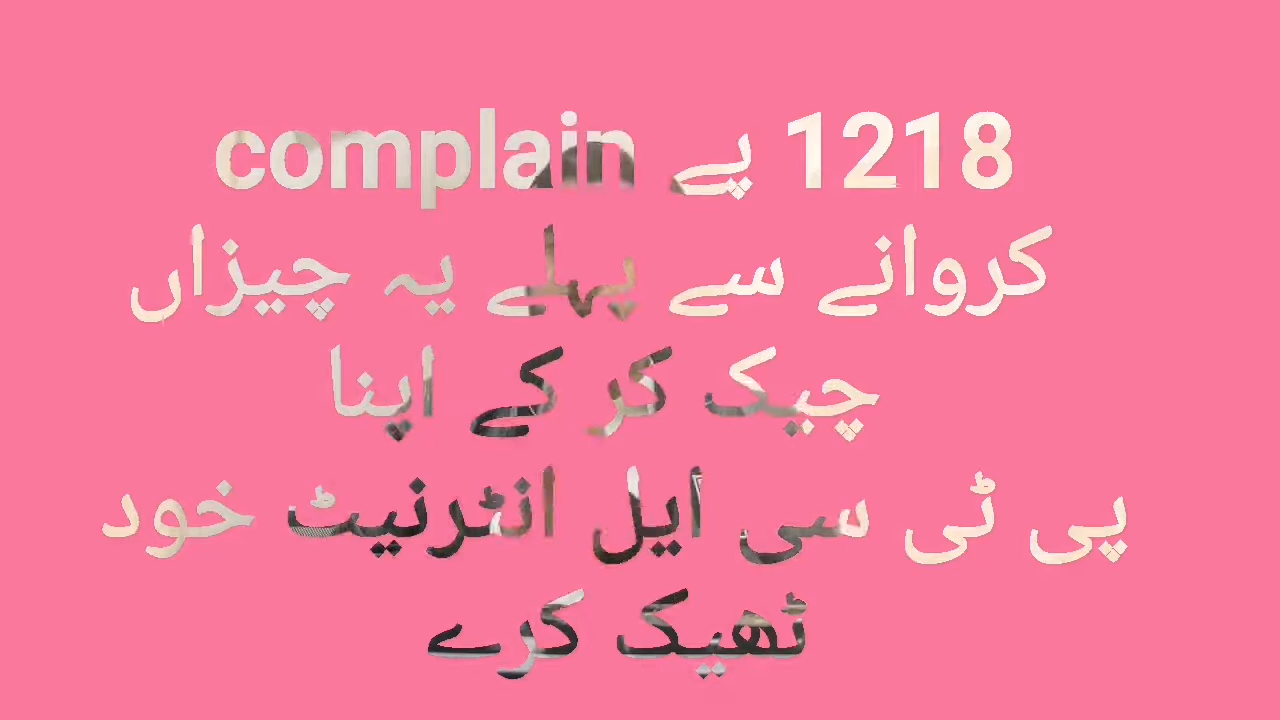 1218 پے complain
کروانے سے پہلے یہ چیزاں
چیک کر کے اپنا
پی ٹی سی ایل انٹرنیٹ خود
ٹھیک کرے